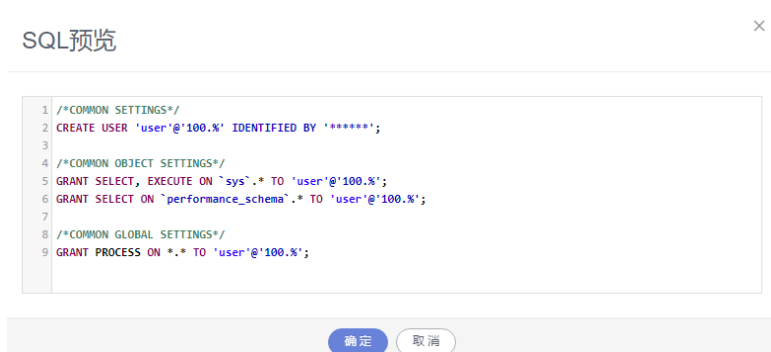 SQL预览
×
1 /*COMMON SETTINGS*/
2 CREATE USER 'user'@'100.%' IDENTIFIED BY '******';
3
4 /*COMMON OBJECT SETTINGS*/
5 GRANT SELECT, EXECUTE ON `sys`.* TO 'user'@'100.%';
6 GRANT SELECT ON `performance_schema`.* TO 'user'@'100.%';
7
8 /*COMMON GLOBAL SETTINGS*/
9 GRANT PROCESS ON *.* TO 'user'@'100.%';
确定 取消